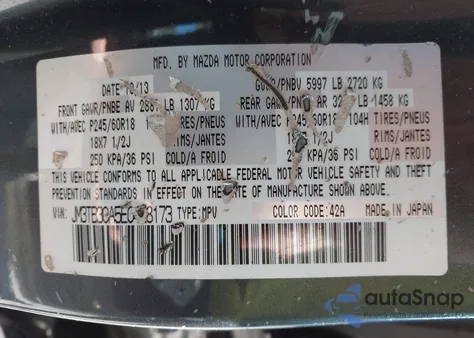 MFD. BY MAZDA MOTOR CORPORATION
DATE
GVWR/PNBV 5997 LB 2720 KG
FRONT GAWR/PNBE AV LB 1307 KG
REAR GAWR/PNBE AR LB 1458 KG
WITH/AVEC P245/60R18 TIRES/PNEUS
WITH/AVEC P245/60R18 104H TIRES/PNEUS
18X7 1/2J RIMS/JANTES
1/2J RIMS/JANTES
250 KPA/36 PSI COLD/A FROID
250 KPA/36 PSI COLD/A FROID
THIS VEHICLE CONFORMS TO ALL APPLICABLE FEDERAL MOTOR VEHICLE SAFETY AND THEFT
PREVENTION STANDARDS IN EFFECT ON THE DATE OF MANUFACTURE SHOWN ABOVE.
VIN: TYPE: MPV COLOR CODE: 42A MADE IN JAPAN
autoSnap